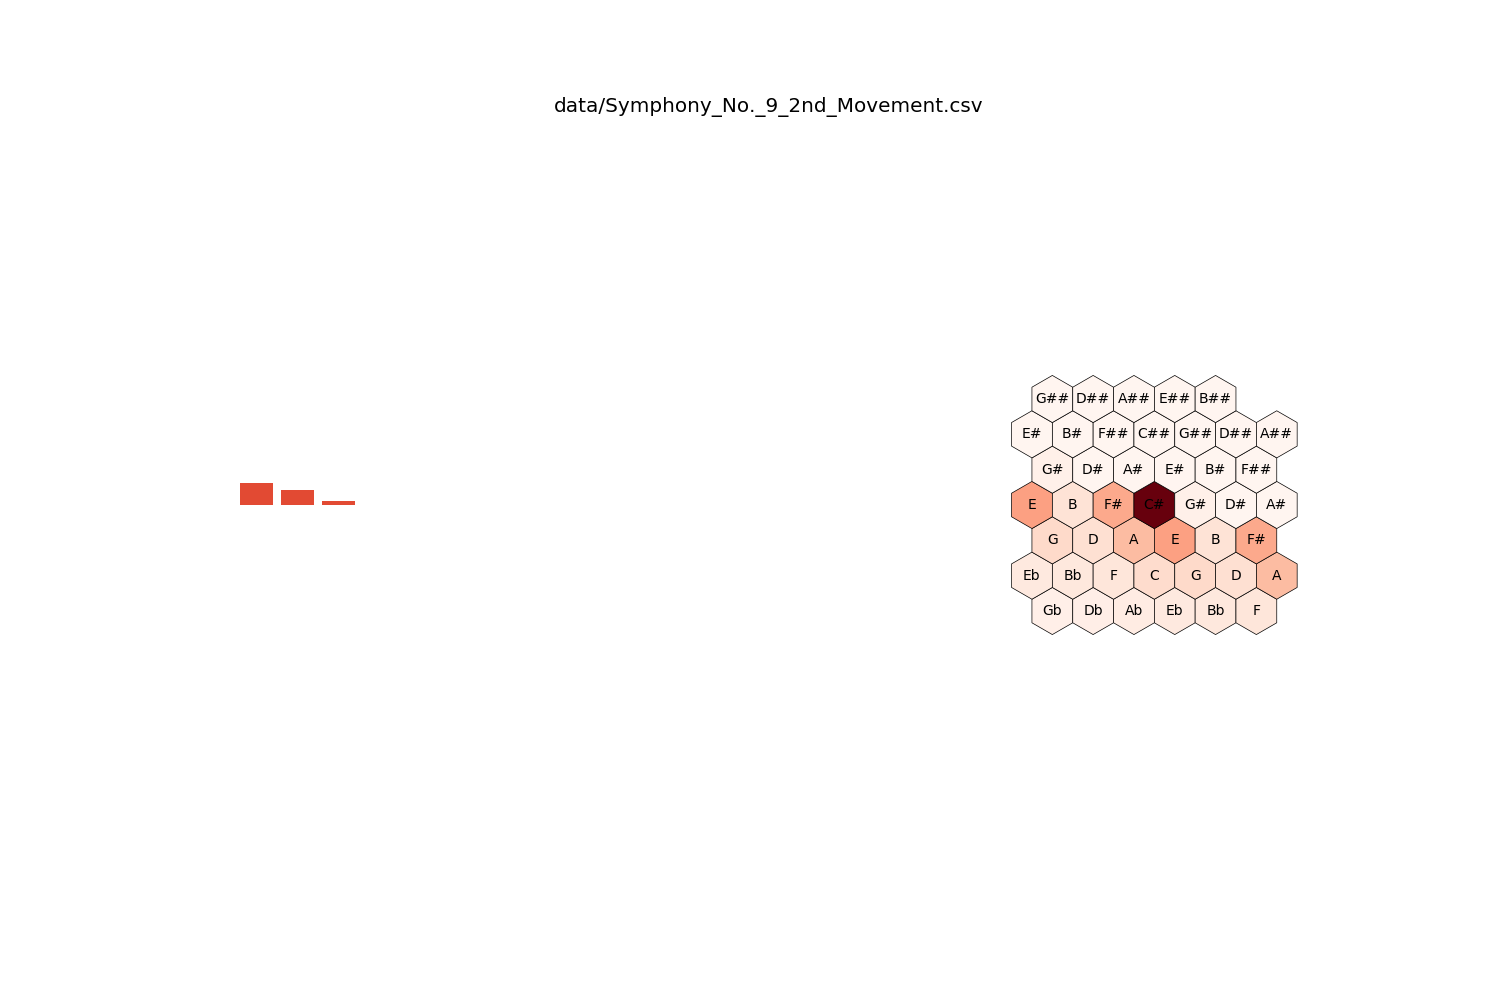 data/Symphony_No._9_2nd_Movement.csv
G## D## A## E## B##
E# B# F## C## G## D## A##
G# D# A# E# B# F##
E B F# C# G# D# A#
G D A E B F#
Eb Bb F C G D A
Gb Db Ab Eb Bb F